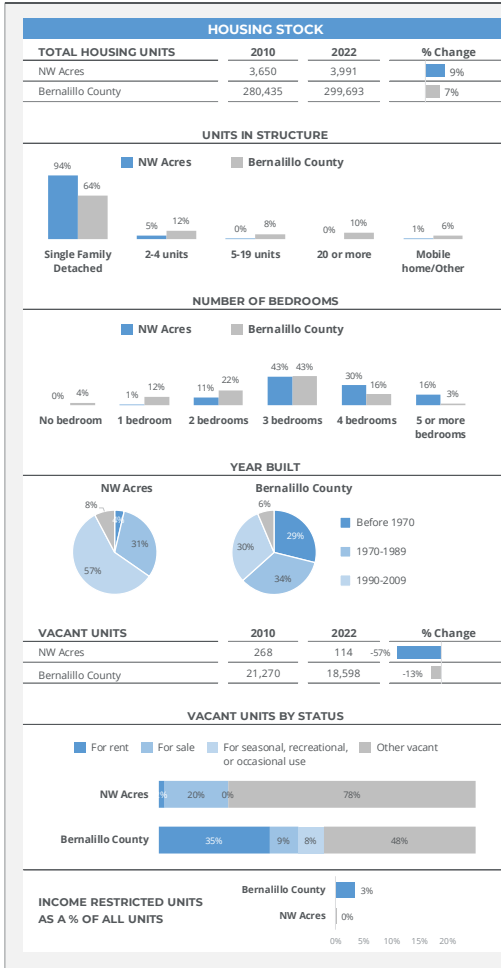 HOUSING STOCK
TOTAL HOUSING UNITS 2010 2022 % Change
NW Acres 3,650 3,991 9%
Bernalillo County 280,435 299,693 7%
UNITS IN STRUCTURE
NW Acres Bernalillo County
94% 64% 5% 12% 0% 8% 0% 10% 1% 6%
Single Family 2-4 units 5-19 units 20 or more Mobile
Detached home/Other
NUMBER OF BEDROOMS
NW Acres Bernalillo County
0% 4% 1% 12% 11% 22% 43% 43% 30% 16% 16% 3%
No bedroom 1 bedroom 2 bedrooms 3 bedrooms 4 bedrooms 5 or more
bedrooms
YEAR BUILT
NW Acres Bernalillo County
8% 4% 31% 57%
6% 29% 34% 30%
Before 1970
1970-1989
1990-2009
VACANT UNITS 2010 2022 % Change
NW Acres 268 114 -57%
Bernalillo County 21,270 18,598 -13%
VACANT UNITS BY STATUS
For rent For sale For seasonal, recreational, Other vacant
or occasional use
NW Acres 20% 0% 78%
Bernalillo County 35% 9% 8% 48%
Bernalillo County 3%
INCOME RESTRICTED UNITS
AS A % OF ALL UNITS
NW Acres 0%
0% 5% 10% 15% 20%